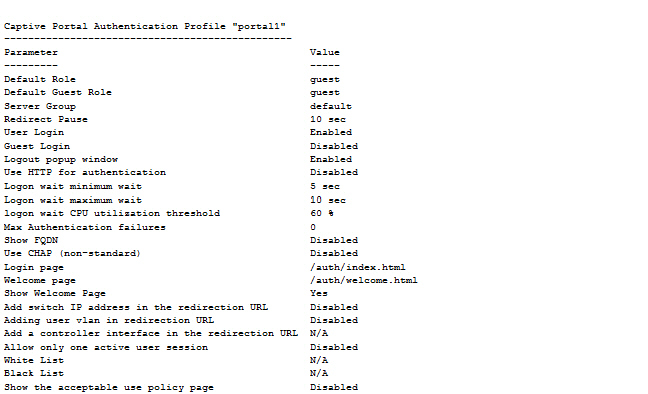 Captive Portal Authentication Profile "portal1"
------------------------------------------------
Parameter Value
--------- -----
Default Role guest
Default Guest Role guest
Server Group default
Redirect Pause 10 sec
User Login Enabled
Guest Login Disabled
Logout popup window Enabled
Use HTTP for authentication Disabled
Logon wait minimum wait 5 sec
Logon wait maximum wait 10 sec
logon wait CPU utilization threshold 60 %
Max Authentication failures 0
Show FQDN Disabled
Use CHAP (non-standard) Disabled
Login page /auth/index.html
Welcome page /auth/welcome.html
Show Welcome Page Yes
Add switch IP address in the redirection URL Disabled
Adding user vlan in redirection URL Disabled
Add a controller interface in the redirection URL N/A
Allow only one active user session Disabled
White List N/A
Black List N/A
Show the acceptable use policy page Disabled